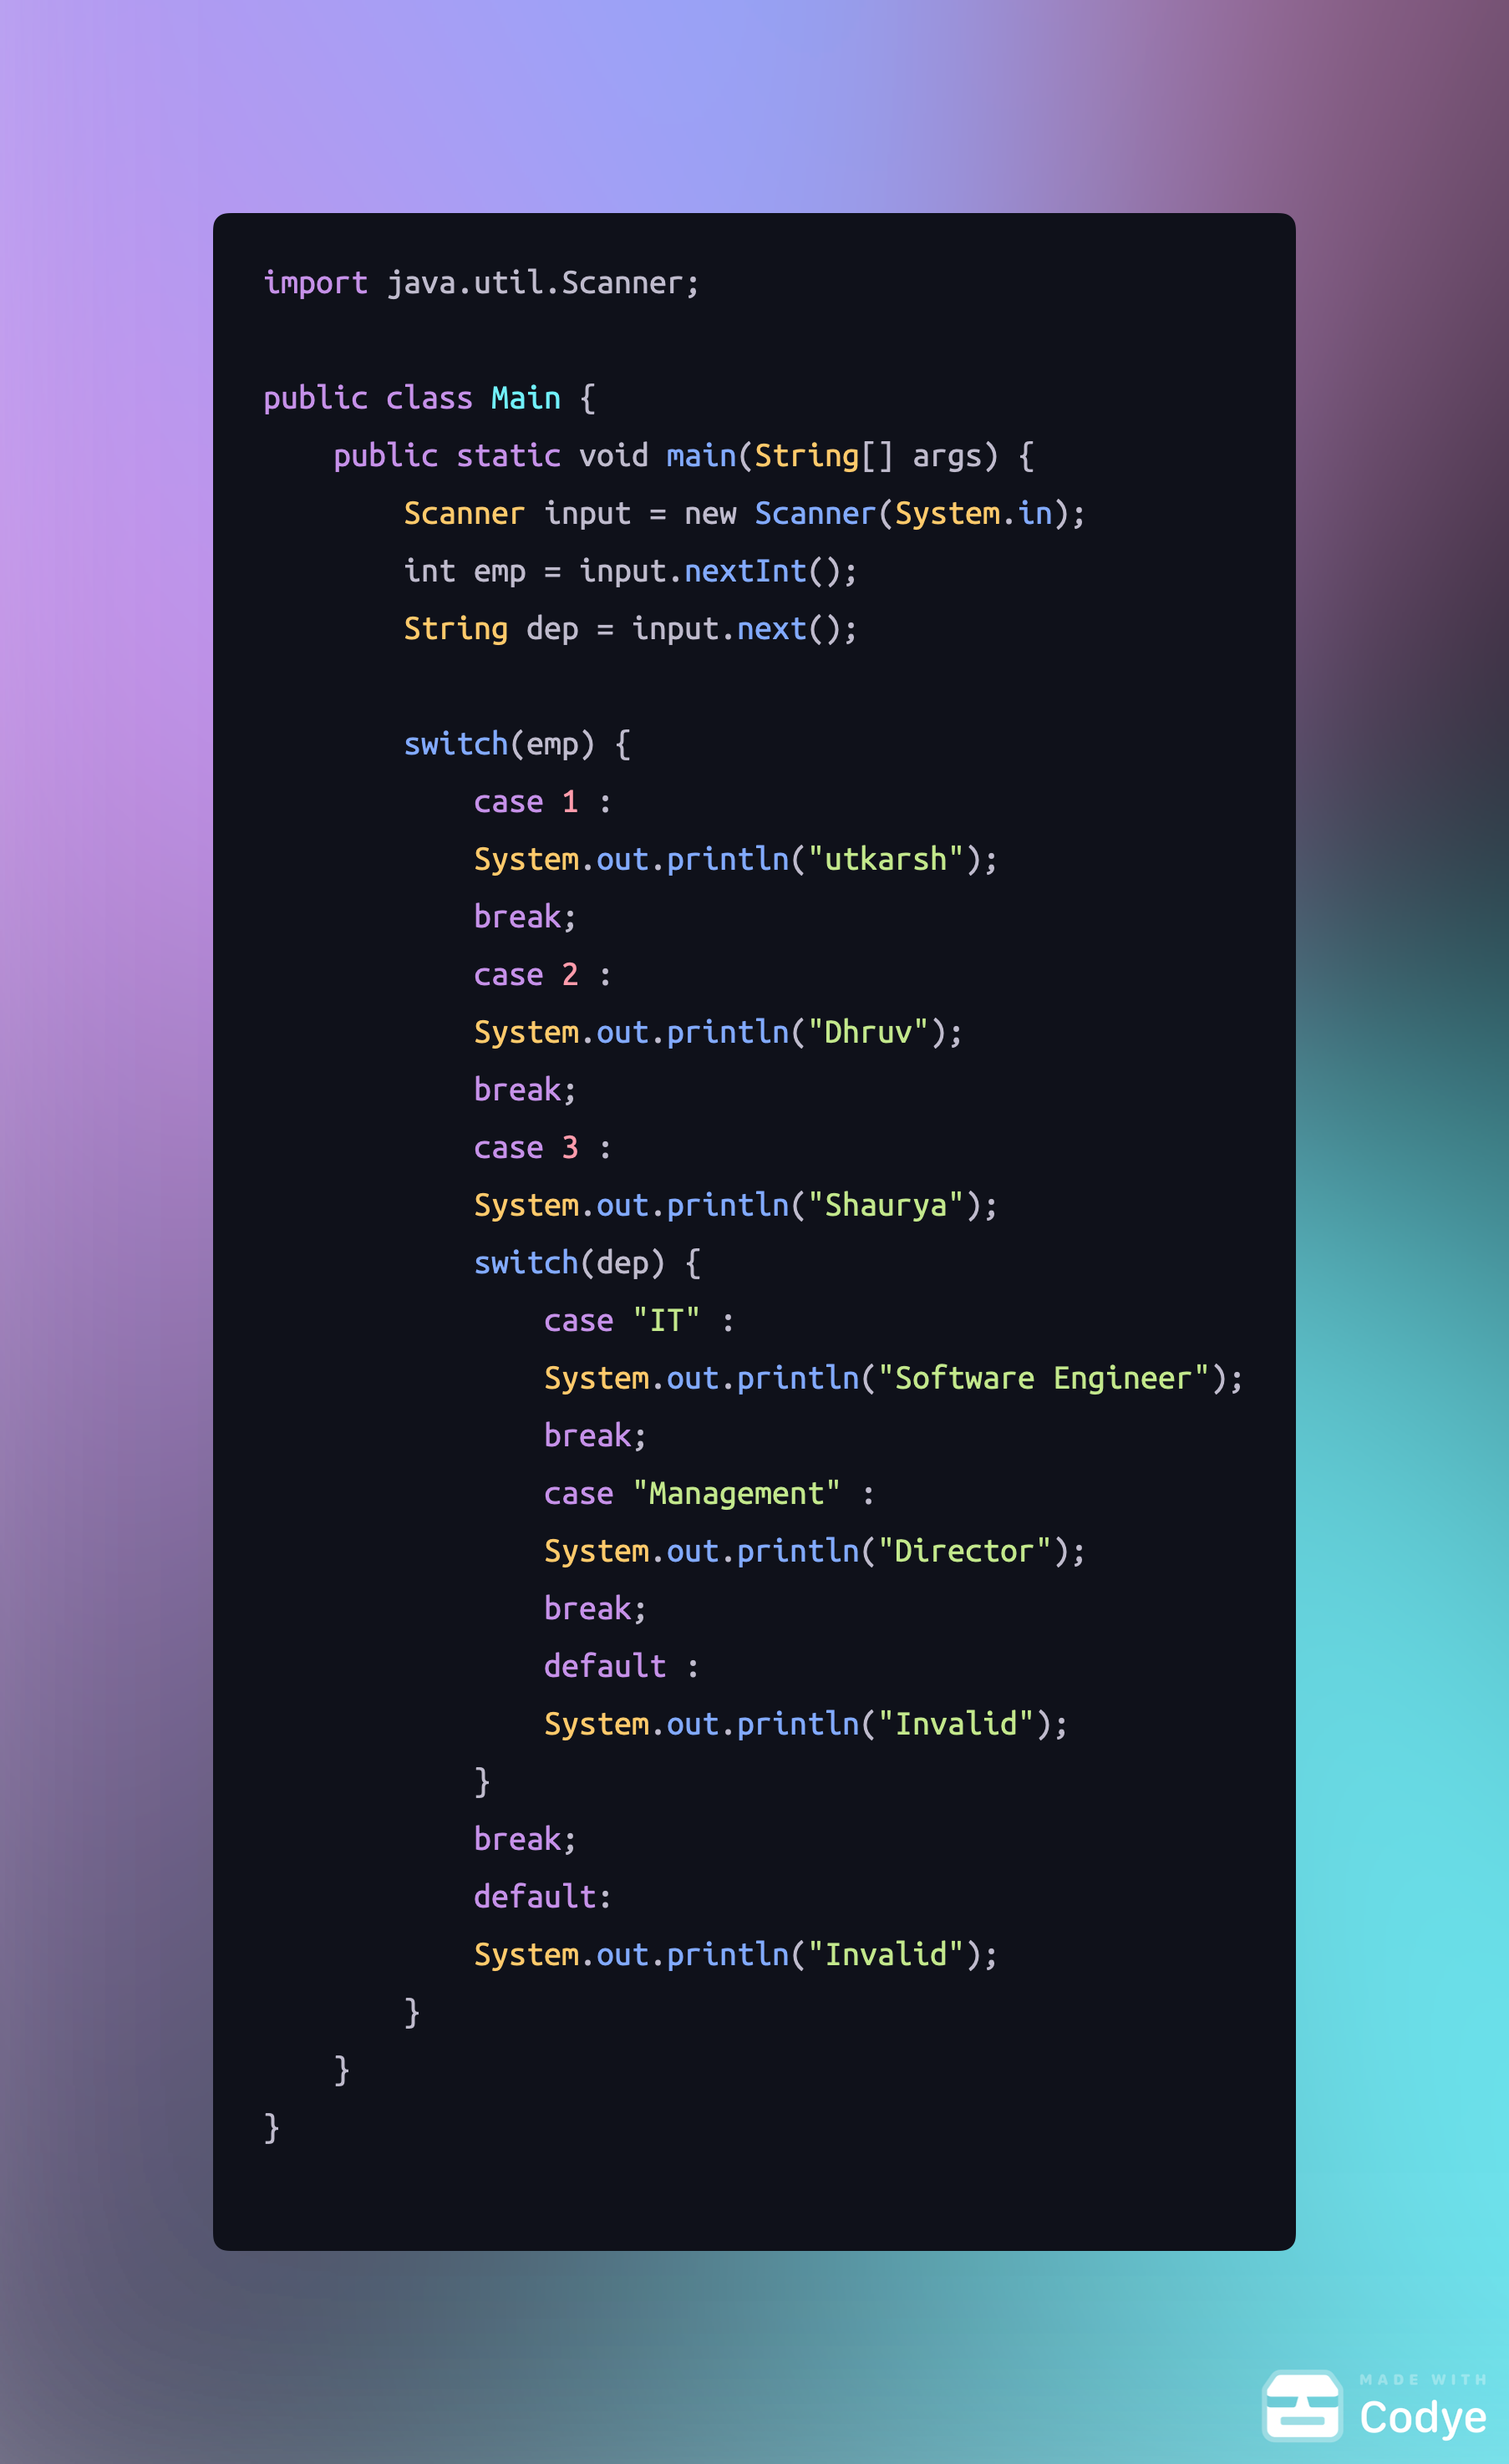 import java.util.Scanner;
public class Main {
    public static void main(String[] args) {
        Scanner input = new Scanner(System.in);
        int emp = input.nextInt();
        String dep = input.next();
        switch(emp) {
            case 1 :
            System.out.println("utkarsh");
            break;
            case 2 :
            System.out.println("Dhruv");
            break;
            case 3 :
            System.out.println("Shaurya");
            switch(dep) {
                case "IT" :
                System.out.println("Software Engineer");
                break;
                case "Management" :
                System.out.println("Director");
                break;
                default :
                System.out.println("Invalid");
            }
            break;
            default:
            System.out.println("Invalid");
        }
    }
}
MADE WITH
Codye